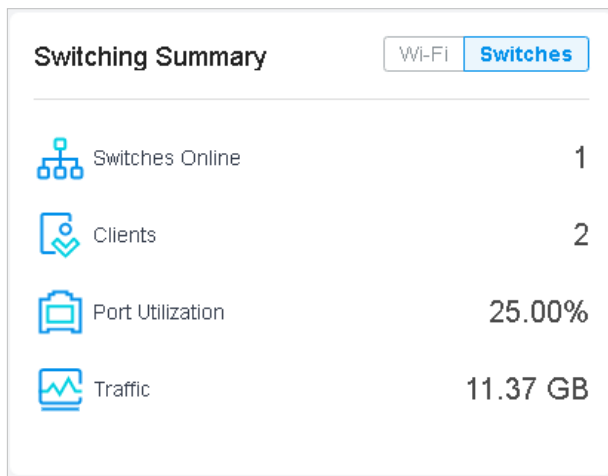 Switching Summary
Wi-Fi
Switches
Switches Online
1
Clients
2
Port Utilization
25.00%
Traffic
11.37 GB